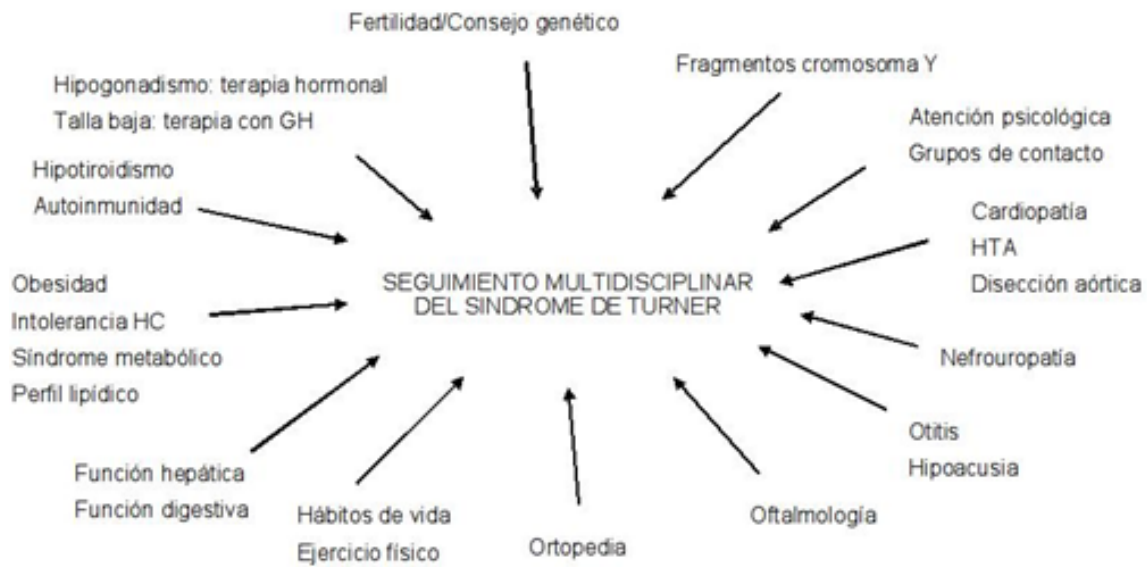 Fertilidad/Consejo genético
Fragmentos cromosoma Y
Hipogonadismo: terapia hormonal
Talla baja: terapia con GH
Atención psicológica
Grupos de contacto
Hipotiroidismo
Autoinmunidad
Cardiopatía
HTA
Disección aórtica
SEGUIMIENTO MULTIDISCIPLINAR
DEL SINDROME DE TURNER
Obesidad
Intolerancia HC
Síndrome metabólico
Perfil lipídico
Nefrouropatía
Otitis
Hipoacusia
Función hepática
Función digestiva
Hábitos de vida
Ejercicio físico
Ortopedia
Oftalmología